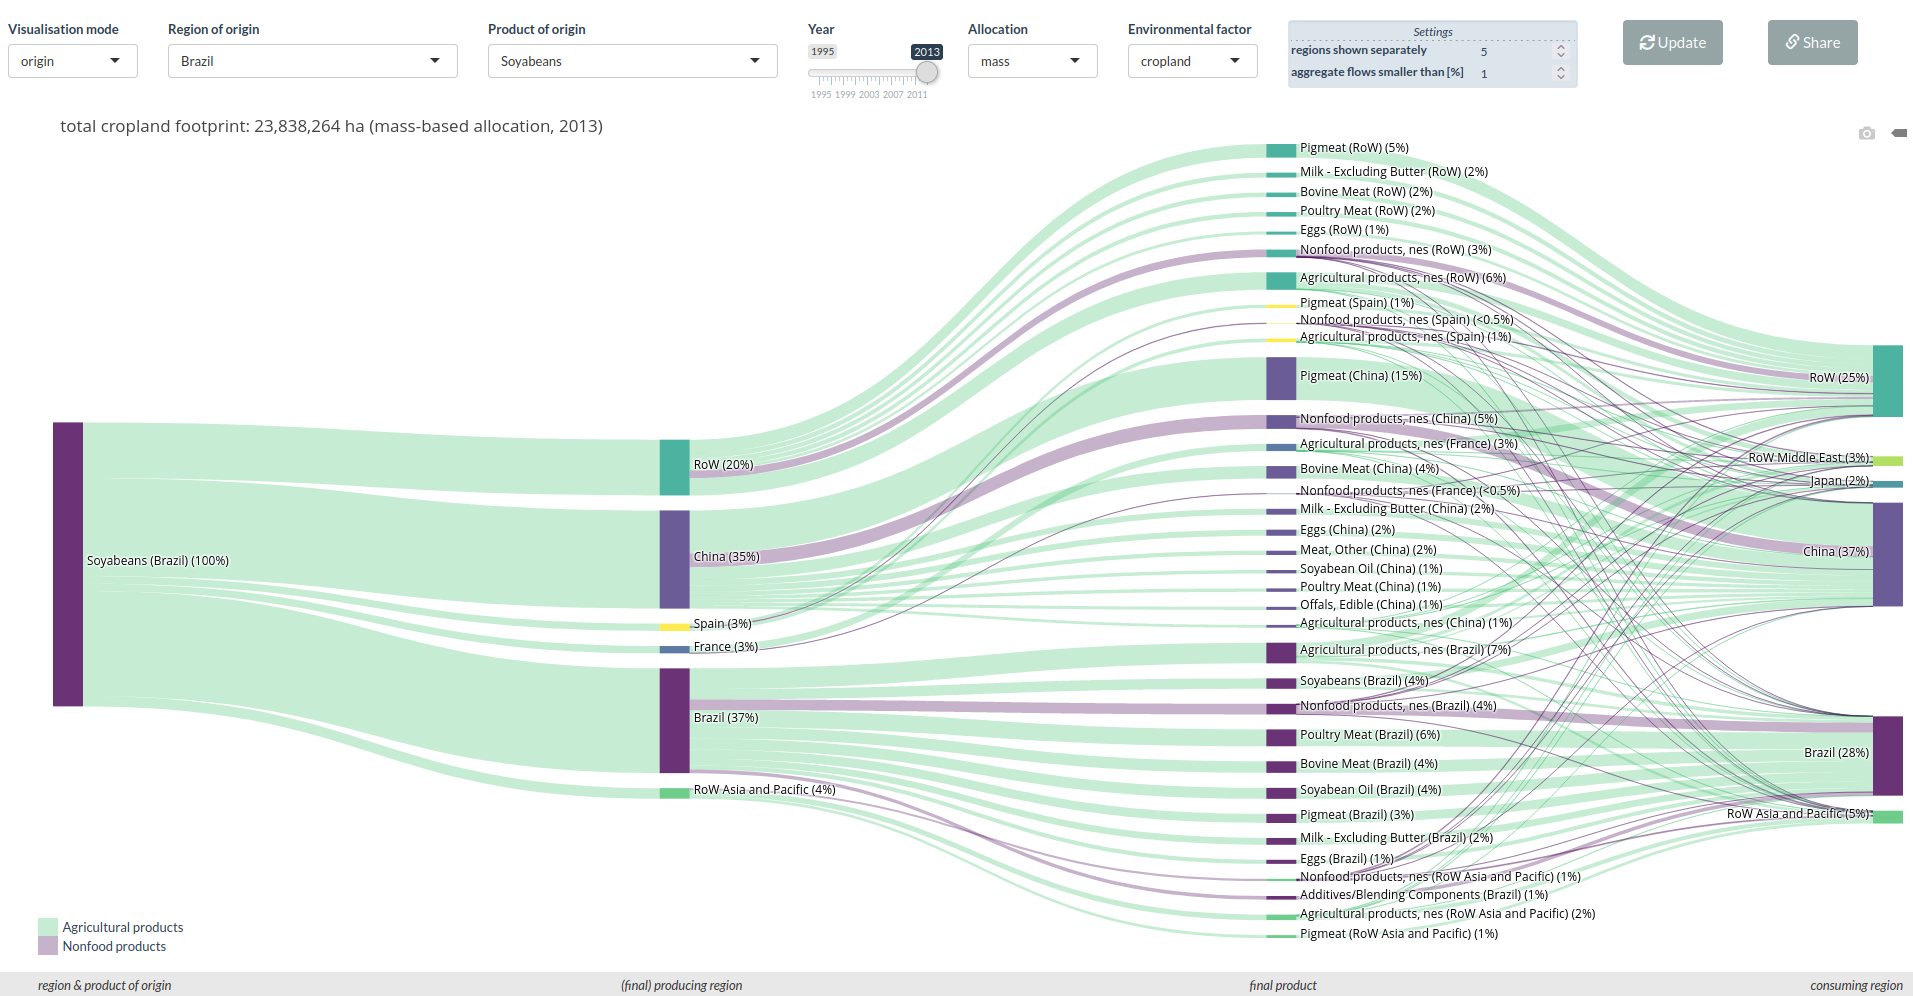 Visualisation mode
Region of origin
Product of origin
Year
Allocation
Environmental factor
origin
Brazil
Soyabeans
1995
2013
1995 1999 2003 2007 2011
mass
cropland
Settings
regions shown separately 5
aggregate flows smaller than [%] 1
Update
Share
total cropland footprint: 23,838,264 ha (mass-based allocation, 2013)
Soyabeans (Brazil) (100%)
RoW (20%)
China (35%)
Spain (3%)
France (3%)
Brazil (37%)
RoW Asia and Pacific (4%)
Pigmeat (RoW) (5%)
Milk - Excluding Butter (RoW) (2%)
Bovine Meat (RoW) (2%)
Poultry Meat (RoW) (2%)
Eggs (RoW) (1%)
Nonfood products, nes (RoW) (3%)
Agricultural products, nes (RoW) (6%)
Pigmeat (Spain) (1%)
Nonfood products, nes (Spain) (<0.5%)
Agricultural products, nes (Spain) (1%)
Pigmeat (China) (15%)
Nonfood products, nes (China) (5%)
Agricultural products, nes (France) (3%)
Bovine Meat (China) (4%)
Nonfood products, nes (France) (<0.5%)
Milk - Excluding Butter (China) (2%)
Eggs (China) (2%)
Meat, Other (China) (2%)
Soyabean Oil (China) (1%)
Poultry Meat (China) (1%)
Offals, Edible (China) (1%)
Agricultural products, nes (China) (1%)
Agricultural products, nes (Brazil) (7%)
Soyabeans (Brazil) (4%)
Nonfood products, nes (Brazil) (4%)
Poultry Meat (Brazil) (6%)
Bovine Meat (Brazil) (4%)
Soyabean Oil (Brazil) (4%)
Pigmeat (Brazil) (3%)
Milk - Excluding Butter (Brazil) (2%)
Eggs (Brazil) (1%)
Nonfood products, nes (RoW Asia and Pacific) (1%)
Additives/Blending Components (Brazil) (1%)
Agricultural products, nes (RoW Asia and Pacific) (2%)
Pigmeat (RoW Asia and Pacific) (1%)
RoW (25%)
RoW Middle East (3%)
Japan (2%)
China (37%)
Brazil (28%)
RoW Asia and Pacific (5%)
Agricultural products
Nonfood products
region & product of origin
(final) producing region
final product
consuming region